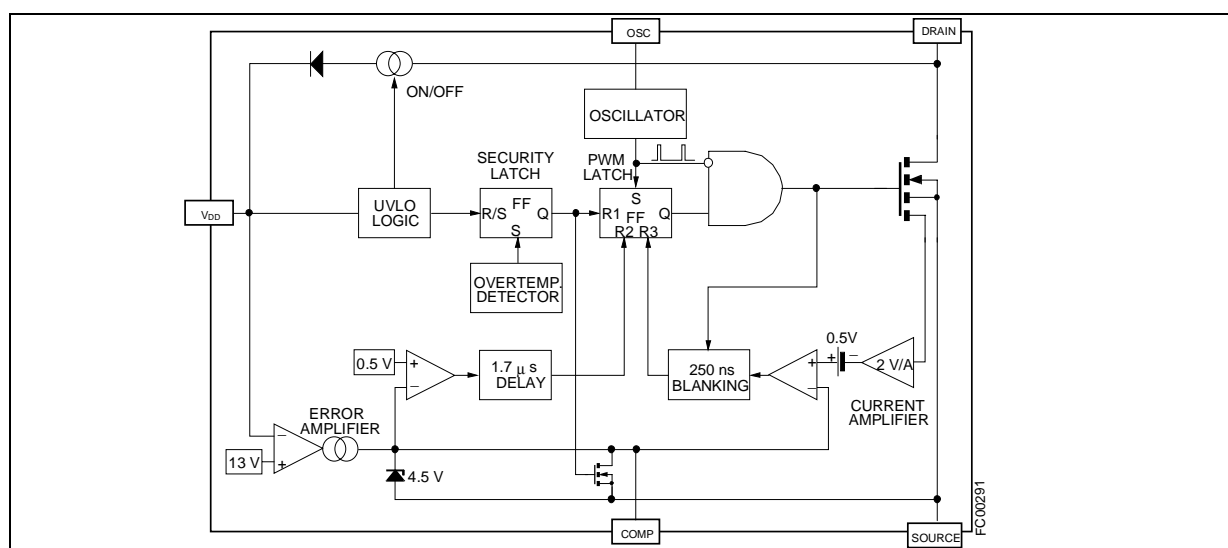 OSC
DRAIN
ON/OFF
OSCILLATOR
SECURITY
LATCH
PWM
LATCH
VDD
UVLO
LOGIC
R/S
FF
Q
S
S
R1
FF
Q
R2 R3
OVERTEMP.
DETECTOR
0.5 V
+
−
1.7 μ s
DELAY
250 ns
BLANKING
0.5V
+
−
+
−
2 V/A
CURRENT
AMPLIFIER
ERROR
AMPLIFIER
−
13 V
+
4.5 V
COMP
SOURCE
FC00291